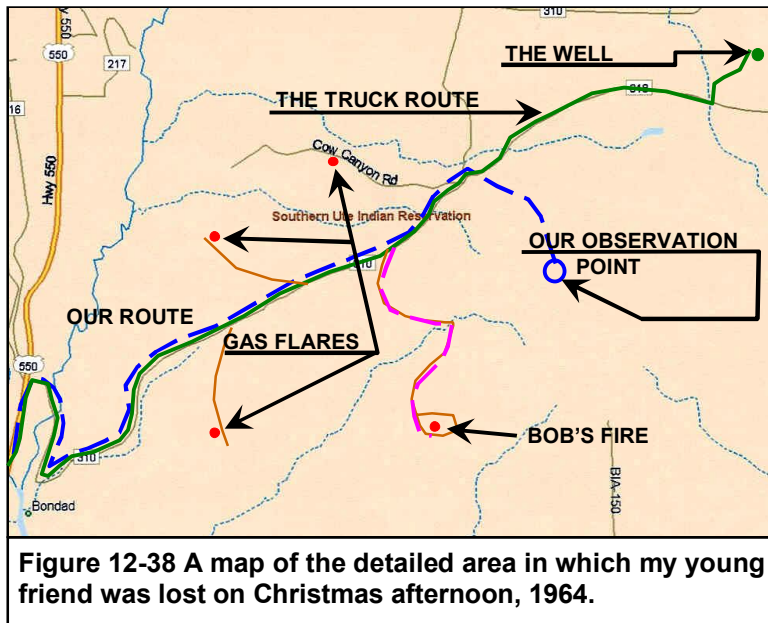 310
550
THE WELL
550
217
THE TRUCK ROUTE
318
16
Cow Canyon Rd
Hwy 550
Southern Ute Indian Reservation
OUR OBSERVATION
POINT
310
OUR ROUTE
GAS FLARES
550
BOB'S FIRE
310
B/A 150
Bondad
Figure 12-38 A map of the detailed area in which my young
friend was lost on Christmas afternoon, 1964.